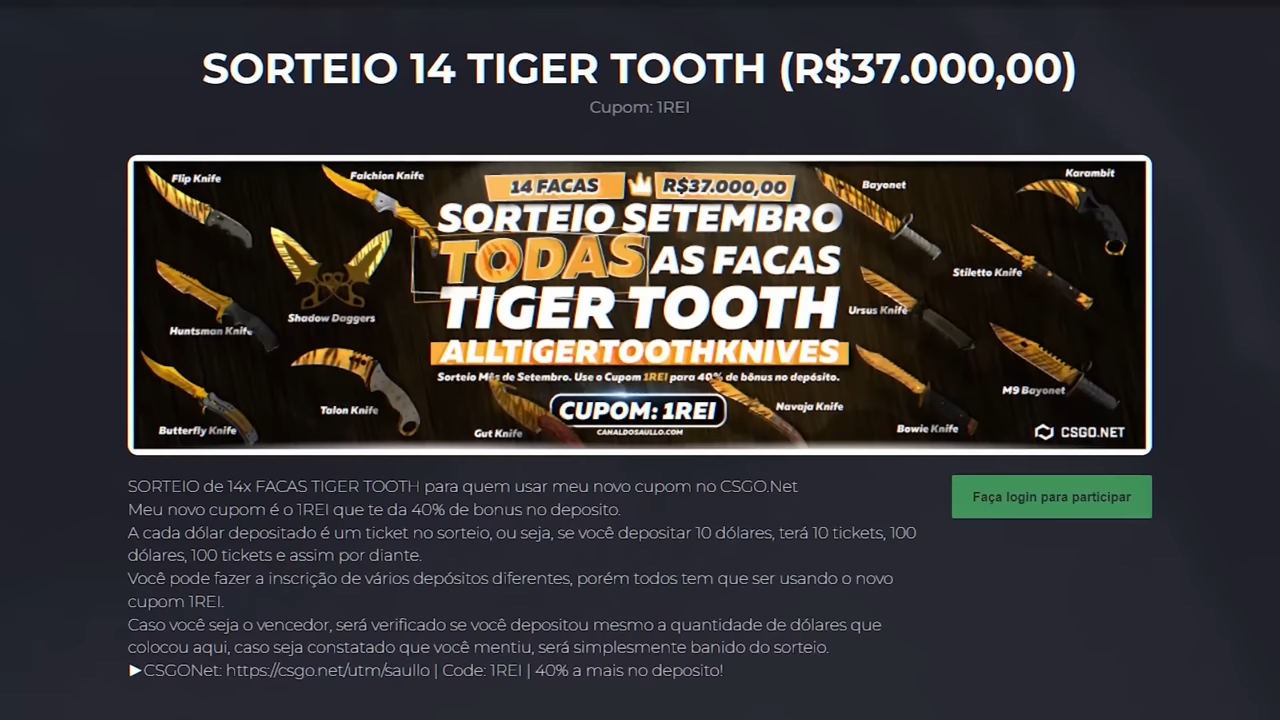 SORTEIO 14 TIGER TOOTH (R$37.000,00)
Cupom: 1REI
Flip Knife
Falchion Knife
14 FACAS
R$37.000,00
Bayonet
Karambit
SORTEIO SETEMBRO
TODAS AS FACAS
Stiletto Knife
TIGER TOOTH
Ursus Knife
Shadow Daggers
Huntsman Knife
ALLTIGERTOOTHKNIVES
Sorteio Mês de Setembro. Use o Cupom 1REI para 40% de bônus no depósito.
M9 Bayonet
Talon Knife
CUPOM: 1REI
Navaja Knife
Butterfly Knife
Gut Knife
CANALDOSAULLO.COM
Bowie Knife
CSGO.NET
SORTEIO de 14x FACAS TIGER TOOTH para quem usar meu novo cupom no CSGO.Net
Faça login para participar
Meu novo cupom é o 1REI que te da 40% de bonus no deposito.
A cada dólar depositado é um ticket no sorteio, ou seja, se você depositar 10 dólares, terá 10 tickets, 100
dólares, 100 tickets e assim por diante.
Você pode fazer a inscrição de vários depósitos diferentes, porém todos tem que ser usando o novo
cupom 1REI.
Caso você seja o vencedor, será verificado se você depositou mesmo a quantidade de dólares que
colocou aqui, caso seja constatado que você mentiu, será simplesmente banido do sorteio.
▶CSGONet: https://csgo.net/utm/saullo | Code: 1REI | 40% a mais no deposito!